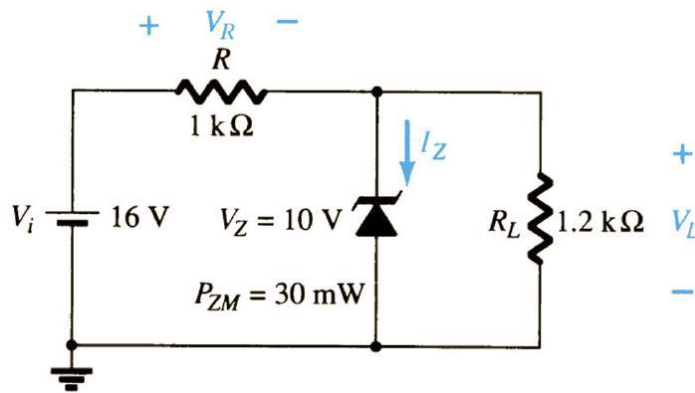 + V_R −
R
1 kΩ
I_Z
+
V_i 16 V V_Z = 10 V R_L 1.2 kΩ V_L
P_ZM = 30 mW
−